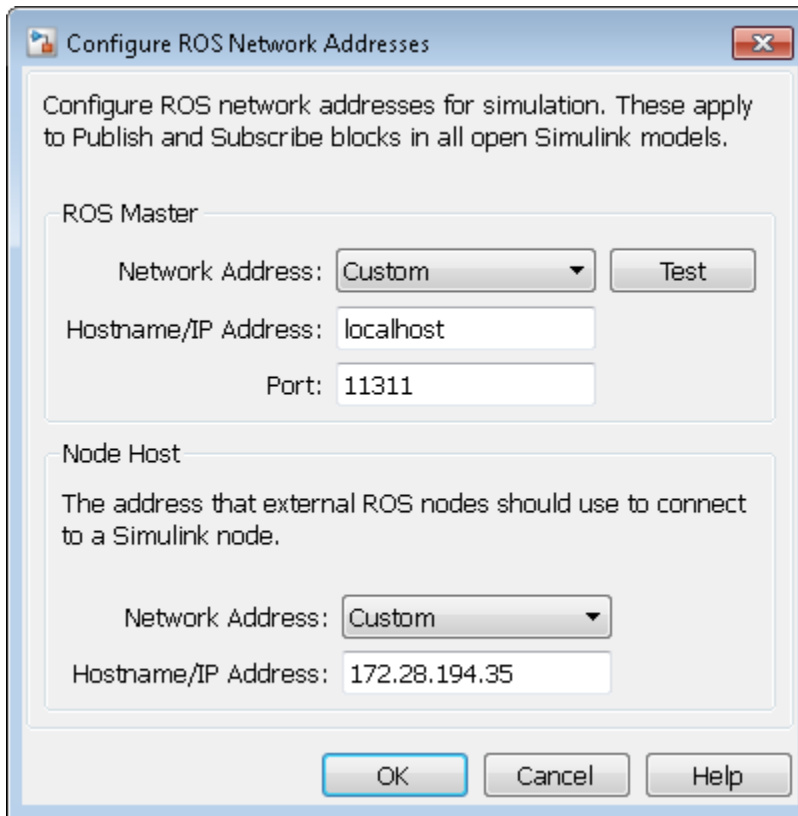 Configure ROS Network Addresses
Configure ROS network addresses for simulation. These apply
to Publish and Subscribe blocks in all open Simulink models.
ROS Master
Network Address: Custom Test
Hostname/IP Address: localhost
Port: 11311
Node Host
The address that external ROS nodes should use to connect
to a Simulink node.
Network Address: Custom
Hostname/IP Address: 172.28.194.35
OK Cancel Help